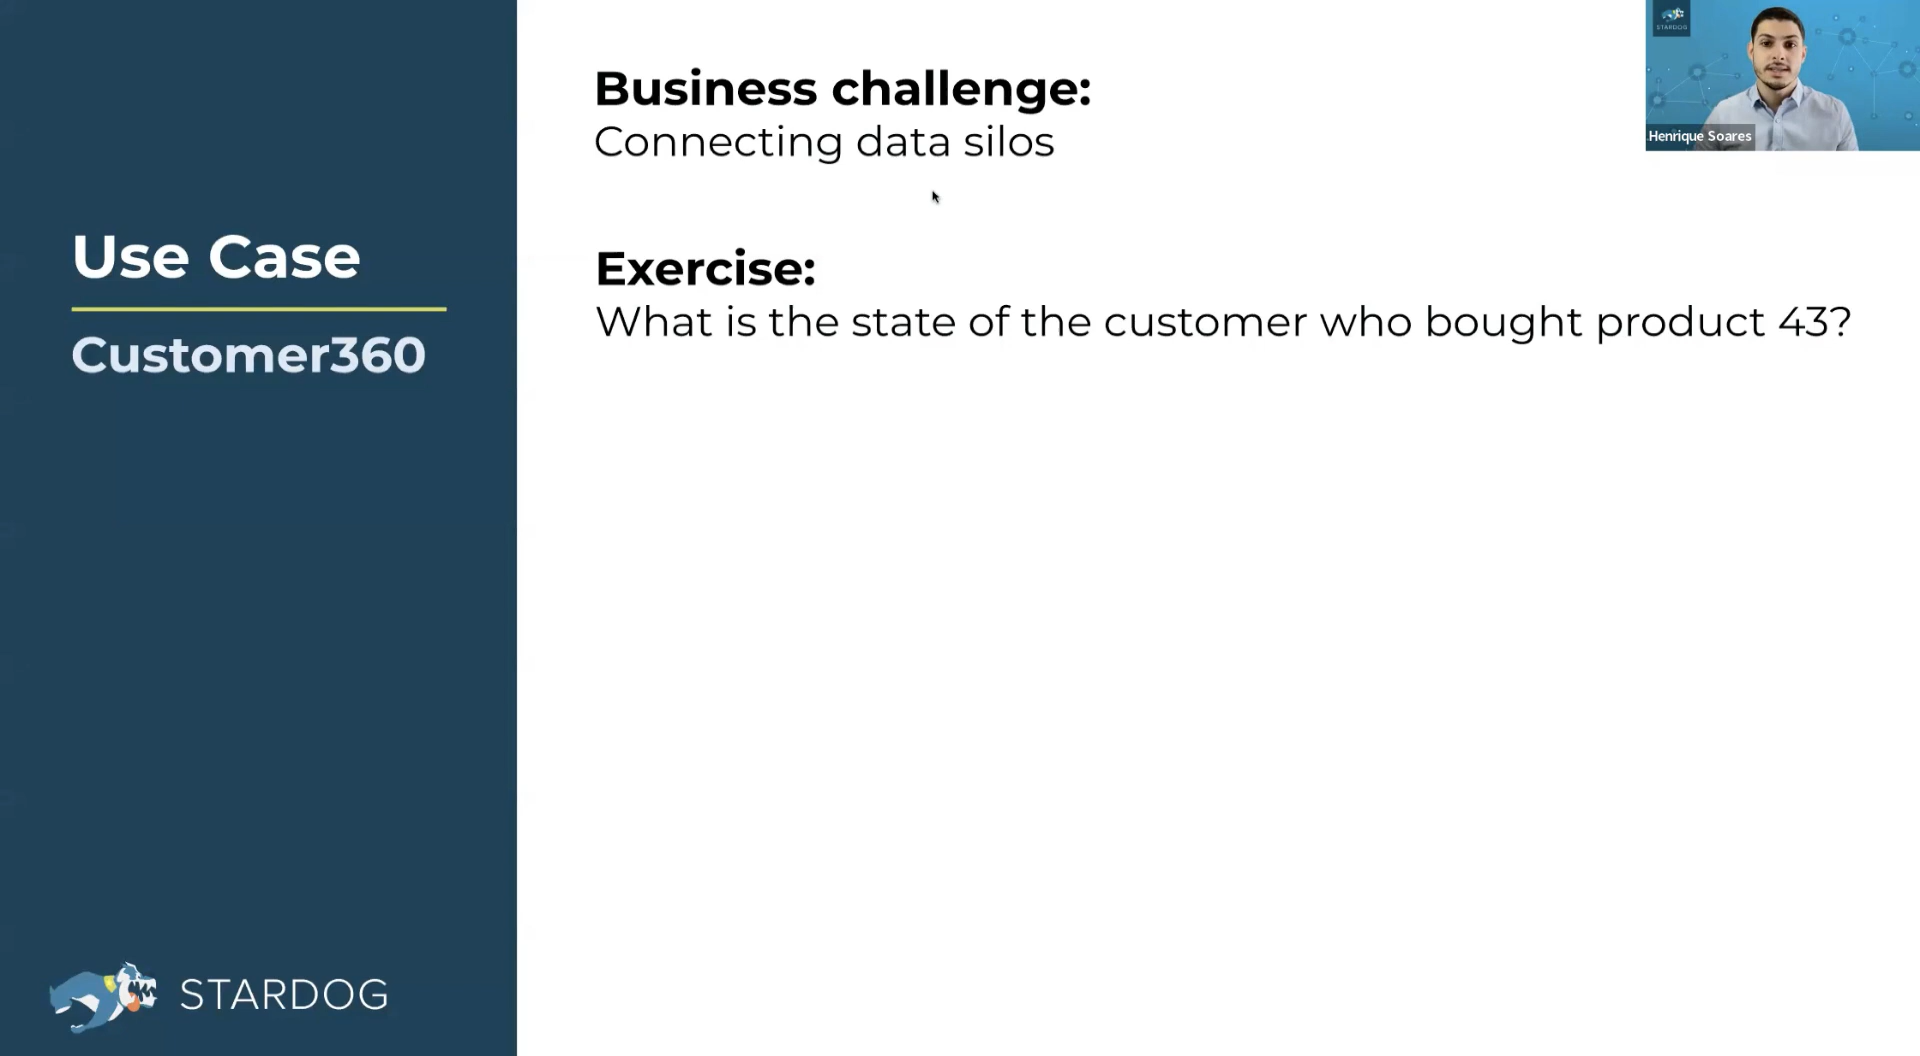 Use Case
Customer360
Business challenge:
Connecting data silos
Exercise:
What is the state of the customer who bought product 43?
STARDOG
Henrique Soares
STARDOG